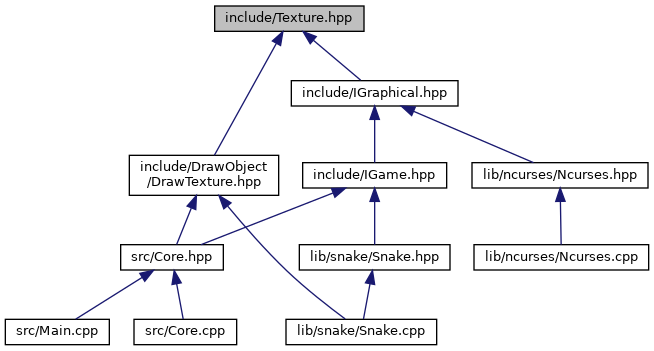 include/Texture.hpp
include/IGraphical.hpp
include/DrawObject
/DrawTexture.hpp
include/IGame.hpp
lib/ncurses/Ncurses.hpp
src/Core.hpp
lib/snake/Snake.hpp
lib/ncurses/Ncurses.cpp
src/Main.cpp
src/Core.cpp
lib/snake/Snake.cpp